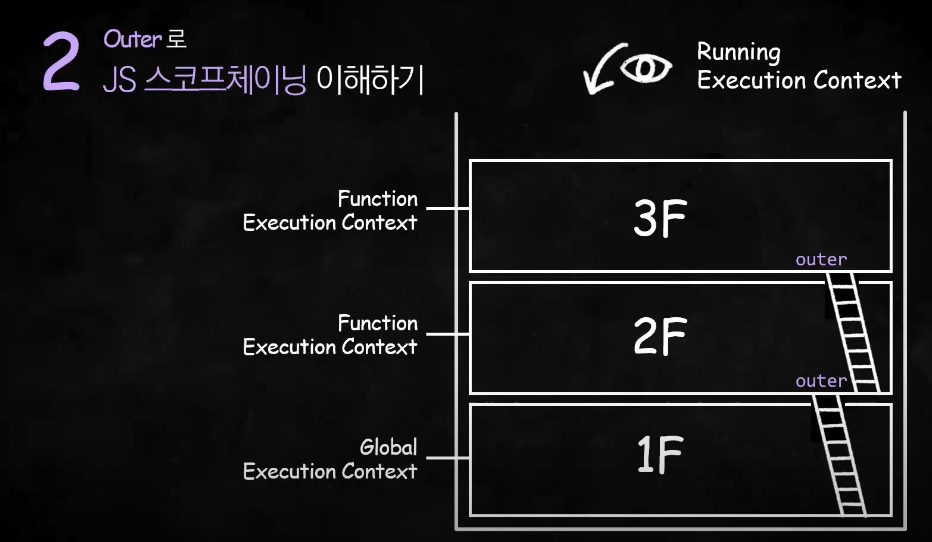 2
Outer 로
JS 스코프체이닝 이해하기
Running
Execution Context
Function
Execution Context
3F
outer
Function
Execution Context
2F
outer
Global
Execution Context
1F